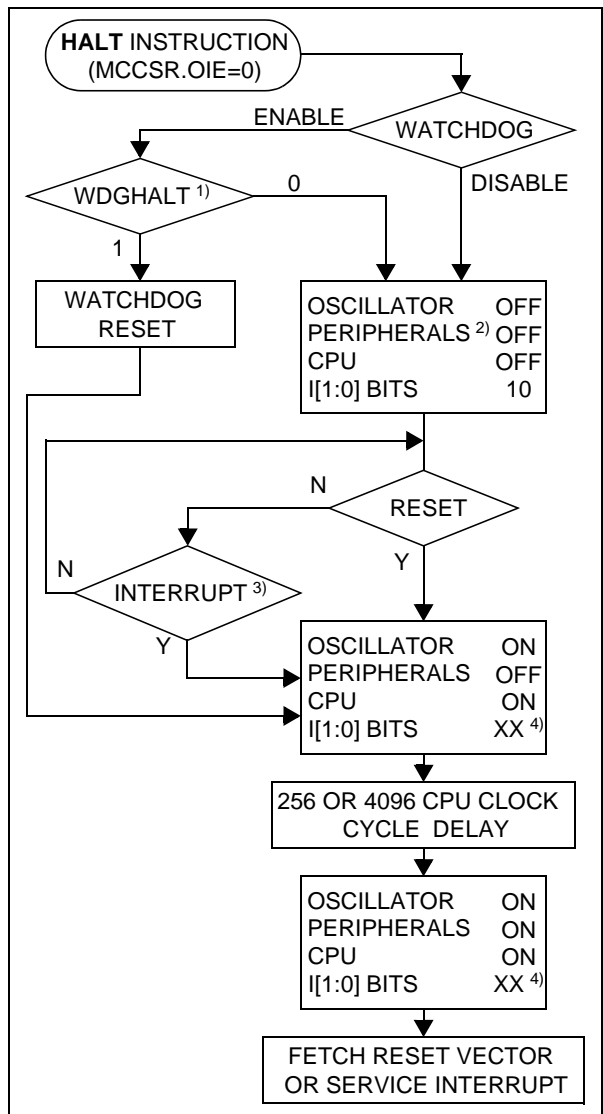 HALT INSTRUCTION
(MCCSR.OIE=0)
ENABLE
WATCHDOG
WDGHALT 1)
0
DISABLE
1
WATCHDOG
RESET
OSCILLATOR OFF
PERIPHERALS 2) OFF
CPU OFF
I[1:0] BITS 10
N
RESET
N
Y
INTERRUPT 3)
Y
OSCILLATOR ON
PERIPHERALS OFF
CPU ON
I[1:0] BITS XX 4)
256 OR 4096 CPU CLOCK
CYCLE DELAY
OSCILLATOR ON
PERIPHERALS ON
CPU ON
I[1:0] BITS XX 4)
FETCH RESET VECTOR
OR SERVICE INTERRUPT